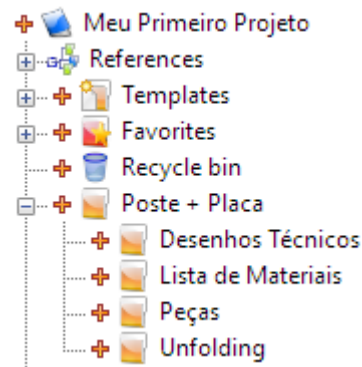 Meu Primeiro Projeto
References
Templates
Favorites
Recycle bin
Poste + Placa
Desenhos Técnicos
Lista de Materiais
Peças
Unfolding